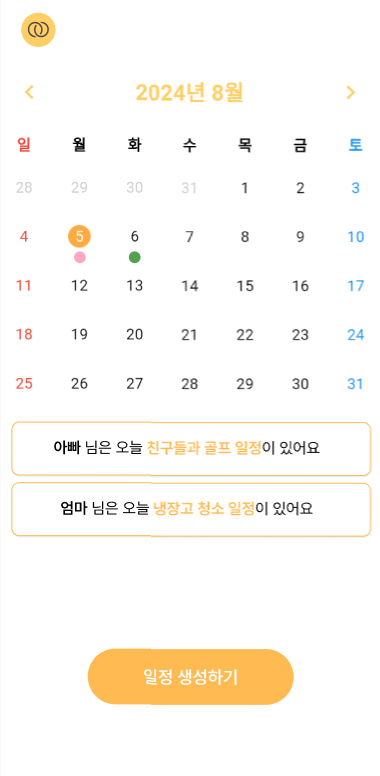 2024년 8월
일 월 화 수 목 금 토
28 29 30 31 1 2 3
4 5 6 7 8 9 10
11 12 13 14 15 16 17
18 19 20 21 22 23 24
25 26 27 28 29 30 31
아빠 님은 오늘 친구들과 골프 일정이 있어요
엄마 님은 오늘 냉장고 청소 일정이 있어요
일정 생성하기